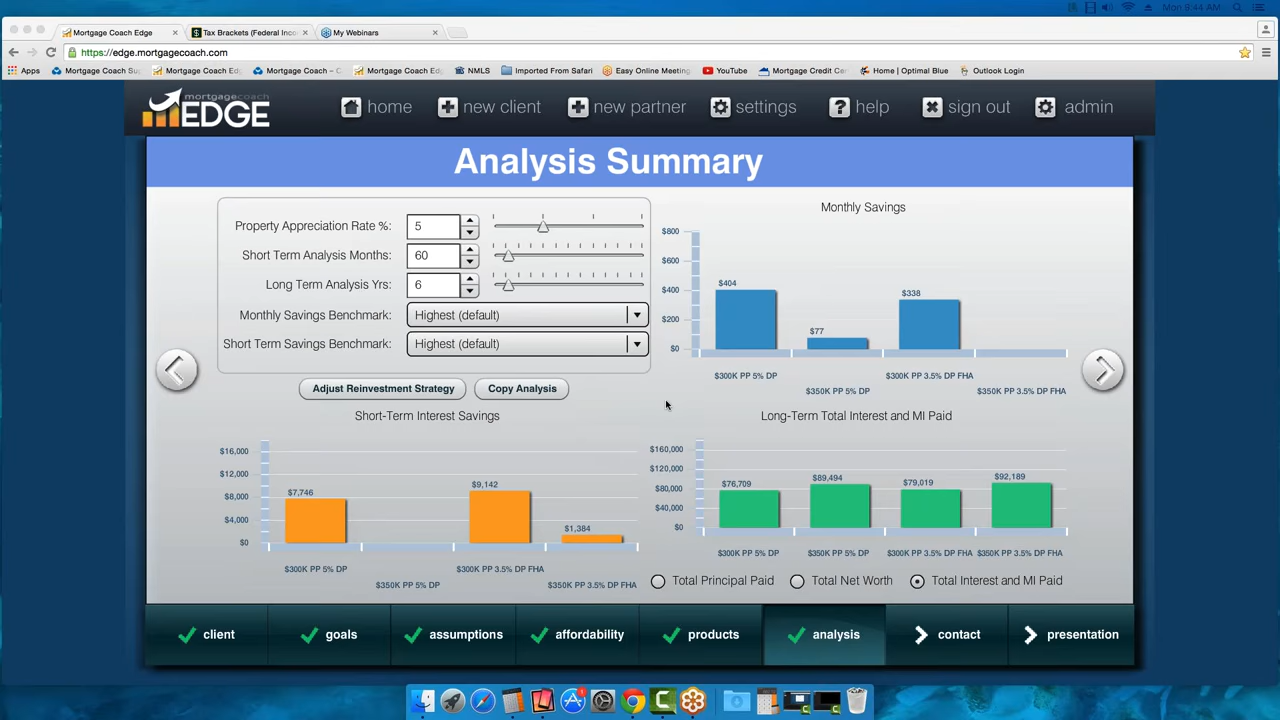 Mon 9:44 AM
Mortgage Coach Edge
Tax Brackets (Federal Inco
My Webinars
https://edge.mortgagecoach.com
Apps
Mortgage Coach Su
Mortgage Coach Edg
Mortgage Coach – C
Mortgage Coach Edg
NMLS
Imported From Safari
Easy Online Meeting
YouTube
Mortgage Credit Cer
Home | Optimal Blue
Outlook Login
mortgagecoach
EDGE
home
new client
new partner
settings
help
sign out
admin
Analysis Summary
Property Appreciation Rate %: 5
Short Term Analysis Months: 60
Long Term Analysis Yrs: 6
Monthly Savings Benchmark: Highest (default)
Short Term Savings Benchmark: Highest (default)
Adjust Reinvestment Strategy
Copy Analysis
Monthly Savings
$800
$600
$400
$200
$0
$404
$77
$338
$300K PP 5% DP
$350K PP 5% DP
$300K PP 3.5% DP FHA
$350K PP 3.5% DP FHA
Short-Term Interest Savings
$16,000
$12,000
$8,000
$4,000
$0
$7,746
$9,142
$1,384
$300K PP 5% DP
$350K PP 5% DP
$300K PP 3.5% DP FHA
$350K PP 3.5% DP FHA
Long-Term Total Interest and MI Paid
$160,000
$120,000
$80,000
$40,000
$0
$76,709
$89,494
$79,019
$92,189
$300K PP 5% DP
$350K PP 5% DP
$300K PP 3.5% DP FHA
$350K PP 3.5% DP FHA
Total Principal Paid
Total Net Worth
Total Interest and MI Paid
client
goals
assumptions
affordability
products
analysis
contact
presentation